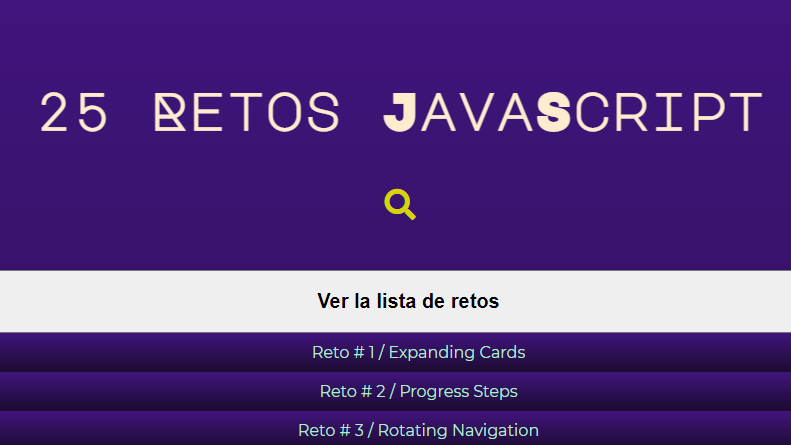 25 Retos JavaScript
Ver la lista de retos
Reto # 1 / Expanding Cards
Reto # 2 / Progress Steps
Reto # 3 / Rotating Navigation